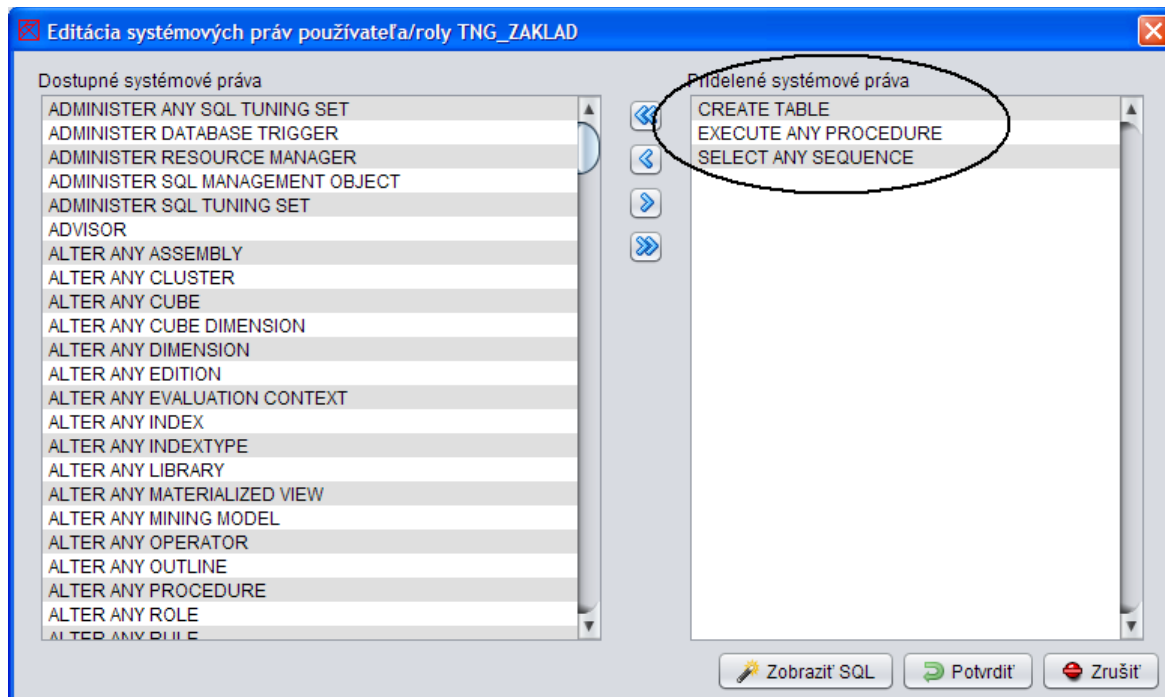 Editácia systémových práv používateľa/roly TNG_ZAKLAD
Dostupné systémové práva
ADMINISTER ANY SQL TUNING SET
ADMINISTER DATABASE TRIGGER
ADMINISTER RESOURCE MANAGER
ADMINISTER SQL MANAGEMENT OBJECT
ADMINISTER SQL TUNING SET
ADVISOR
ALTER ANY ASSEMBLY
ALTER ANY CLUSTER
ALTER ANY CUBE
ALTER ANY CUBE DIMENSION
ALTER ANY DIMENSION
ALTER ANY EDITION
ALTER ANY EVALUATION CONTEXT
ALTER ANY INDEX
ALTER ANY INDEXTYPE
ALTER ANY LIBRARY
ALTER ANY MATERIALIZED VIEW
ALTER ANY MINING MODEL
ALTER ANY OPERATOR
ALTER ANY OUTLINE
ALTER ANY PROCEDURE
ALTER ANY ROLE
ALTER ANY RULE
Pridelené systémové práva
CREATE TABLE
EXECUTE ANY PROCEDURE
SELECT ANY SEQUENCE
Zobraziť SQL
Potvrdiť
Zrušiť